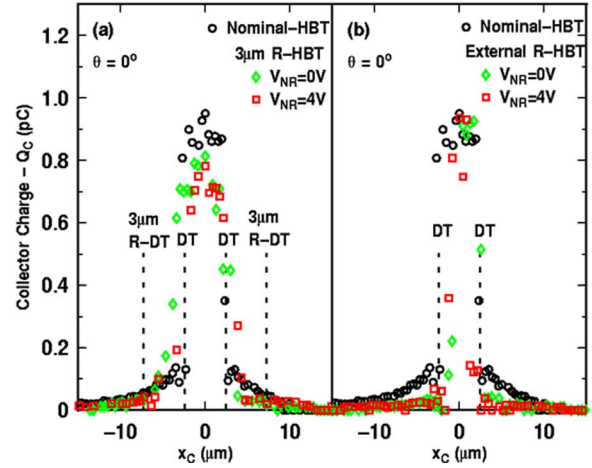 (a)
Nominal–HBT
3μm R–HBT
θ = 0°
V_NR=0V
V_NR=4V
3μm
R–DT
DT
DT
3μm
R–DT
(b)
Nominal–HBT
External R–HBT
θ = 0°
V_NR=0V
V_NR=4V
DT
DT
Collector Charge – Q_C (pC)
1.2
1.0
0.8
0.6
0.4
0.2
0
−10
0
10
−10
0
10
x_C (μm)
x_C (μm)